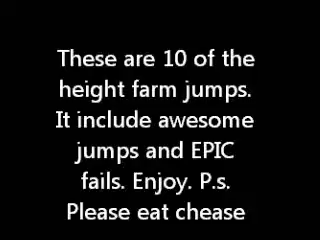 These are 10 of the
height farm jumps.
It include awesome
jumps and EPIC
fails. Enjoy. P.s.
Please eat chease